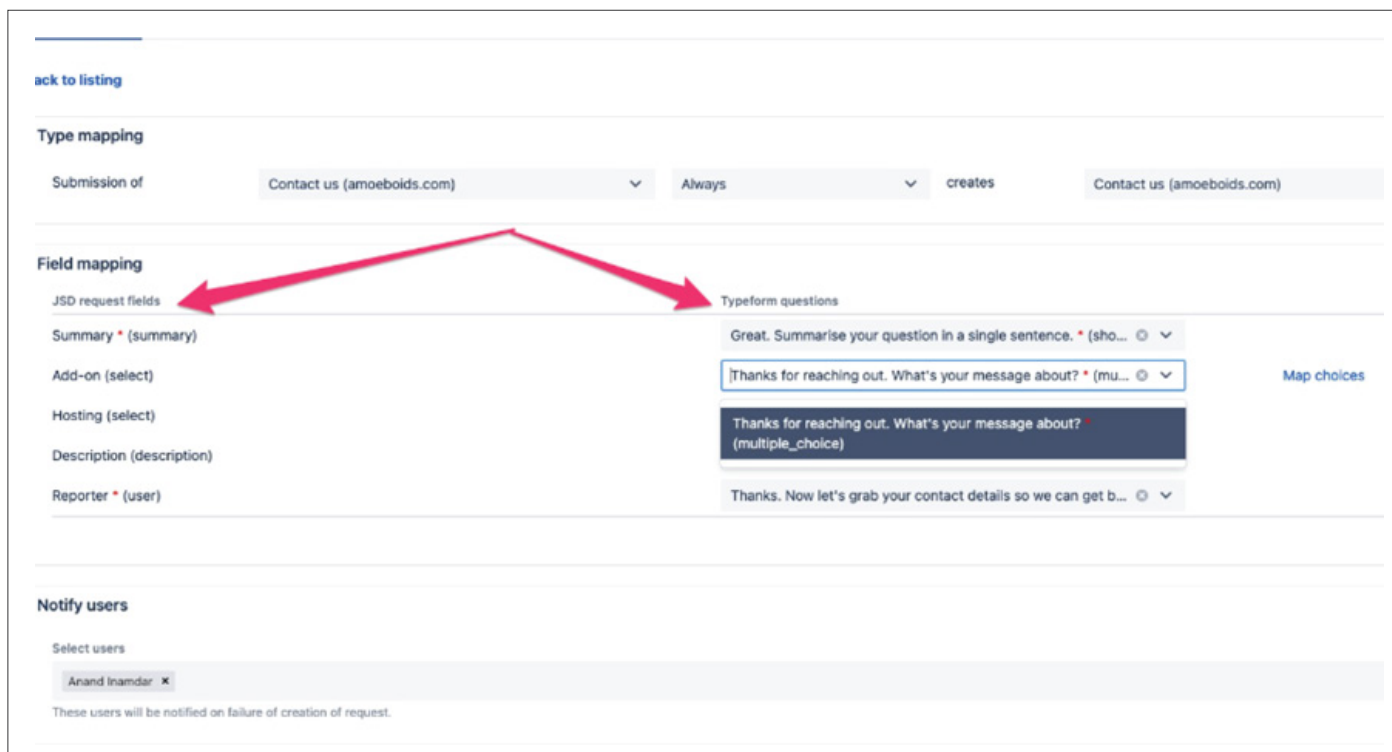 ack to listing
Type mapping
Submission of Contact us (amoeboids.com) Always creates Contact us (amoeboids.com)
Field mapping
JSD request fields Typeform questions
Summary * (summary) Great. Summarise your question in a single sentence. * (sho...
Add-on (select) Thanks for reaching out. What's your message about? * (mu... Map choices
Hosting (select)
Thanks for reaching out. What's your message about? *
(multiple_choice)
Description (description)
Reporter * (user) Thanks. Now let's grab your contact details so we can get b...
Notify users
Select users
Anand Inamdar ×
These users will be notified on failure of creation of request.